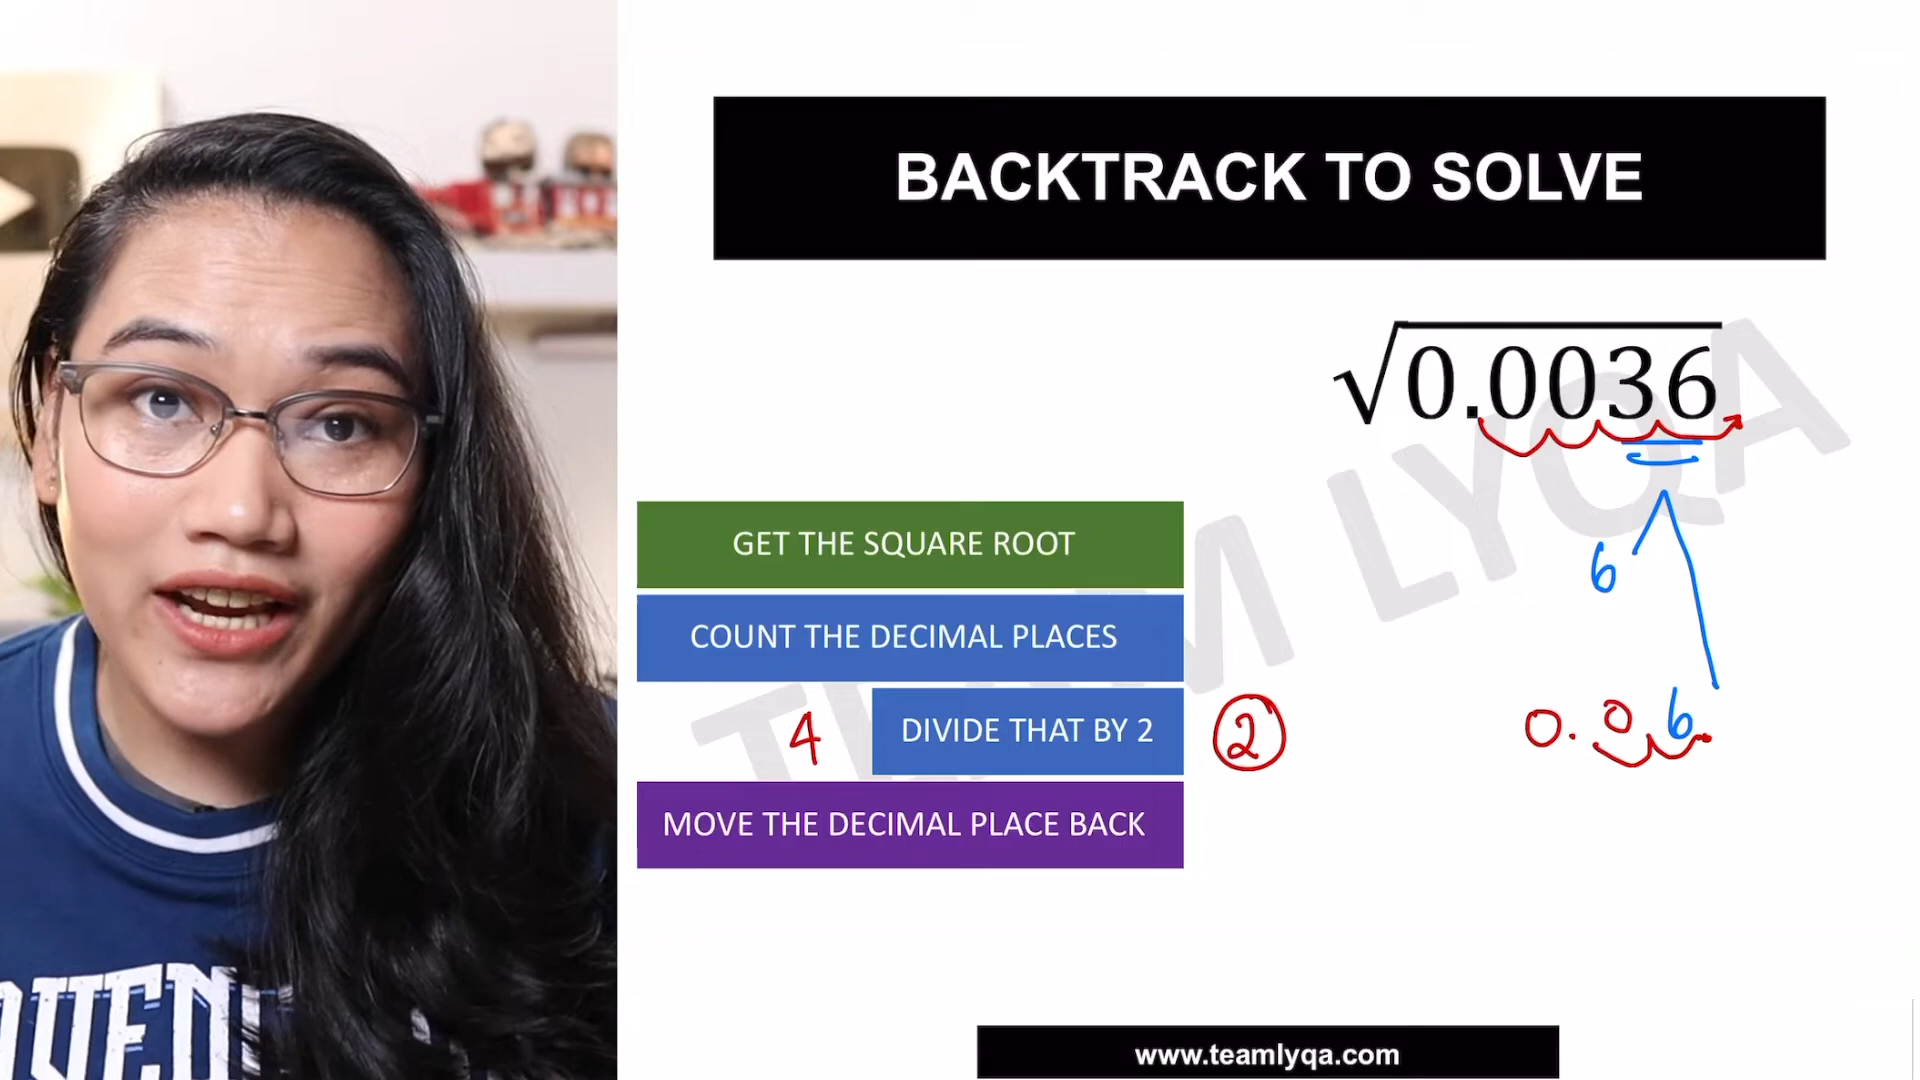 BACKTRACK TO SOLVE
√0.0036
GET THE SQUARE ROOT
6
COUNT THE DECIMAL PLACES
4 DIVIDE THAT BY 2 2
0.06
MOVE THE DECIMAL PLACE BACK
TEAM LYQA
www.teamlyqa.com